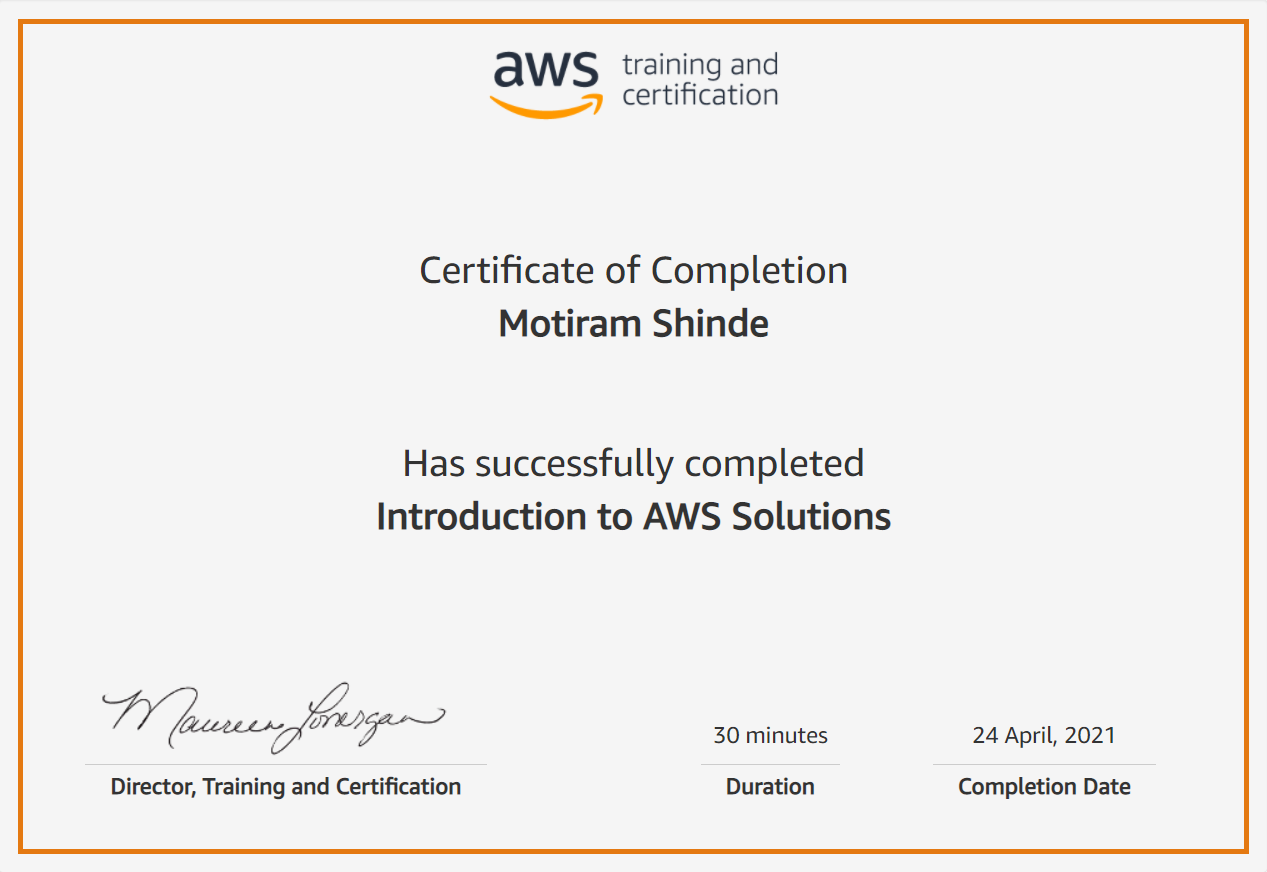 aws training and
certification
Certificate of Completion
Motiram Shinde
Has successfully completed
Introduction to AWS Solutions
Maureen Lonergan
Director, Training and Certification
30 minutes
Duration
24 April, 2021
Completion Date